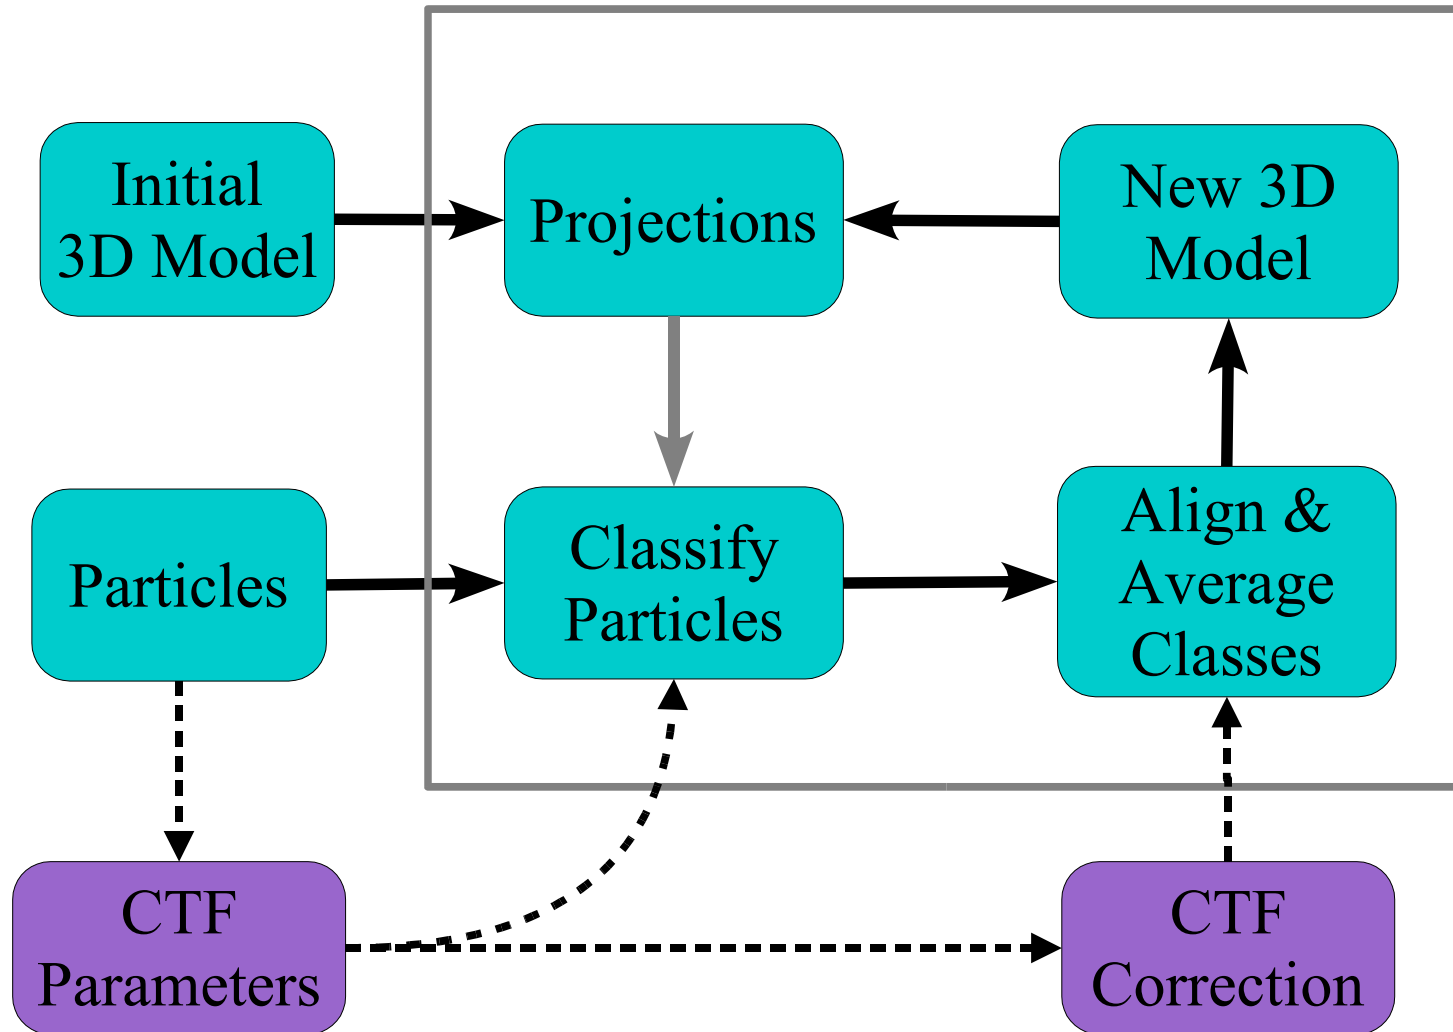 Initial
3D Model
Projections
New 3D
Model
Particles
Classify
Particles
Align &
Average
Classes
CTF
Parameters
CTF
Correction